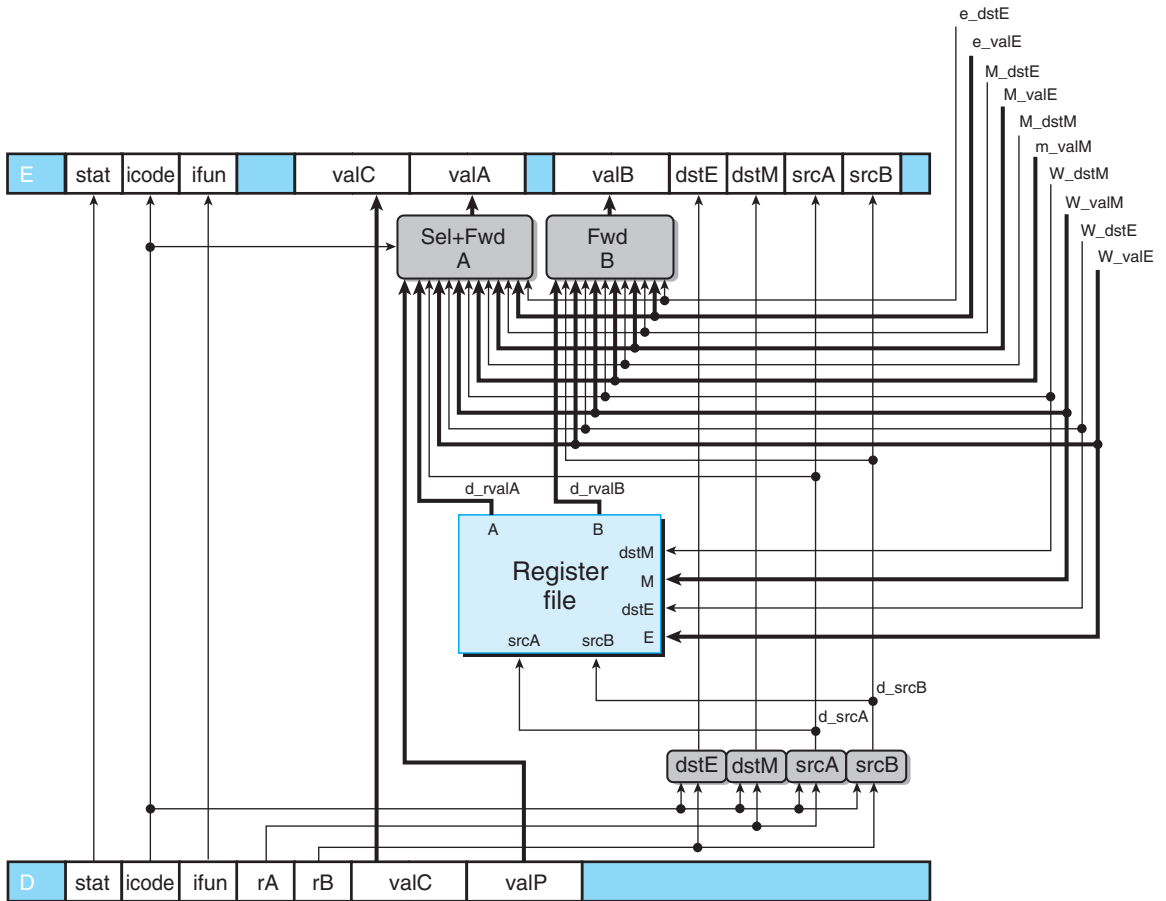 e_dstE
e_valE
M_dstE
M_valE
M_dstM
m_valM
W_dstM
W_valM
W_dstE
W_valE
E stat icode ifun valC valA valB dstE dstM srcA srcB
Sel+Fwd
A
Fwd
B
d_rvalA d_rvalB
A B
dstM
Register
file
M
dstE
E
srcA srcB
d_srcB
d_srcA
dstE dstM srcA srcB
D stat icode ifun rA rB valC valP